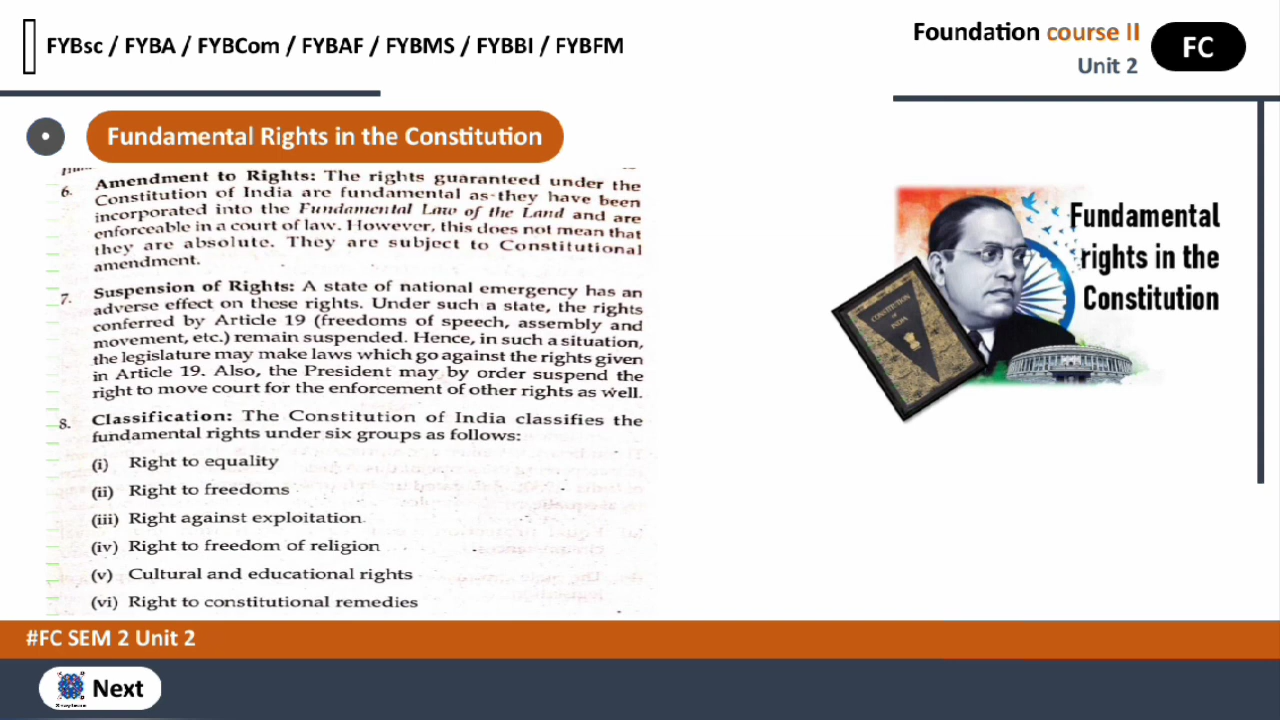 FYBsc / FYBA / FYBCom / FYBAF / FYBMS / FYBBI / FYBFM
Foundation course II
Unit 2
FC
Fundamental Rights in the Constitution
6. Amendment to Rights: The rights guaranteed under the
Constitution of India are fundamental as they have been
incorporated into the Fundamental Law of the Land and are
enforceable in a court of law. However, this does not mean that
they are absolute. They are subject to Constitutional
amendment.
7. Suspension of Rights: A state of national emergency has an
adverse effect on these rights. Under such a state, the rights
conferred by Article 19 (freedoms of speech, assembly and
movement, etc.) remain suspended. Hence, in such a situation,
the legislature may make laws which go against the rights given
in Article 19. Also, the President may by order suspend the
right to move court for the enforcement of other rights as well.
8. Classification: The Constitution of India classifies the
fundamental rights under six groups as follows:
(i) Right to equality
(ii) Right to freedoms
(iii) Right against exploitation
(iv) Right to freedom of religion
(v) Cultural and educational rights
(vi) Right to constitutional remedies
Fundamental
rights in the
Constitution
CONSTITUTION
OF
INDIA
#FC SEM 2 Unit 2
Next